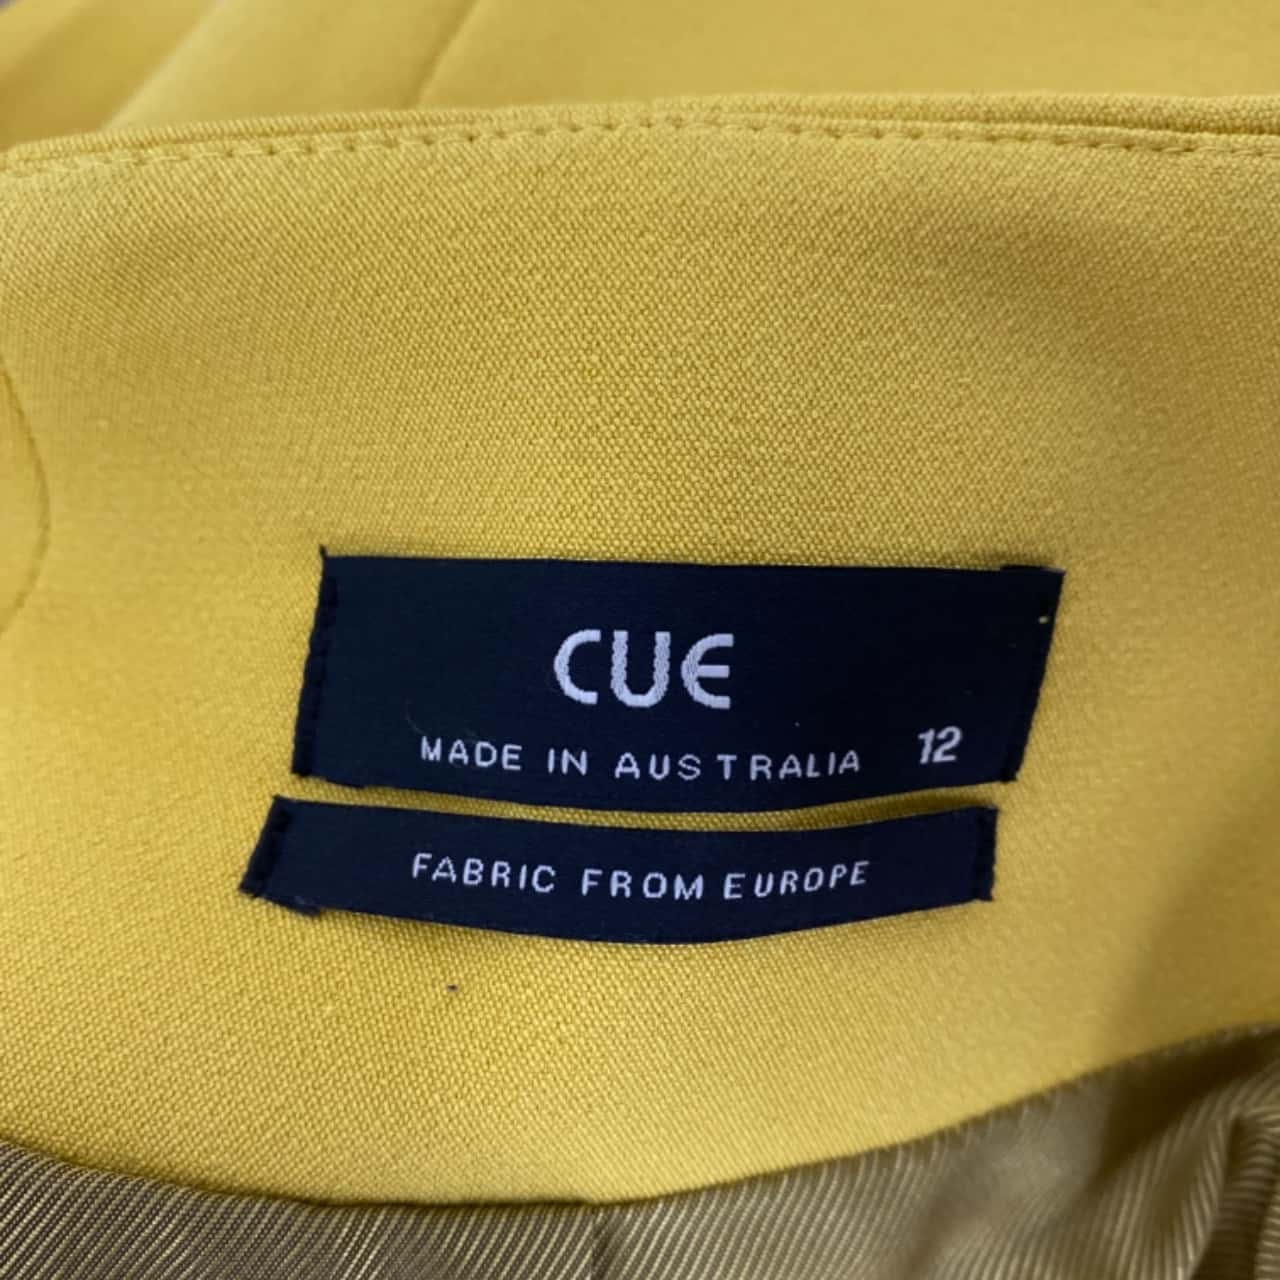 CUE
MADE IN AUSTRALIA 12
FABRIC FROM EUROPE